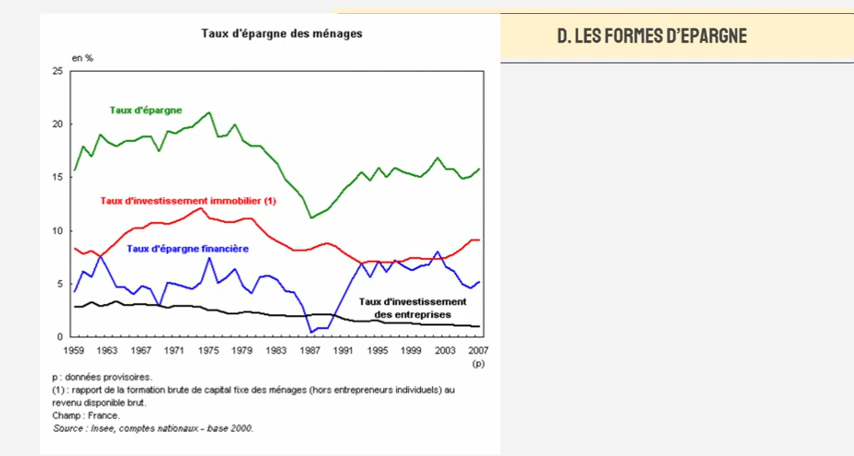 Taux d'épargne des ménages
D. LES FORMES D'EPARGNE
en %
25
Taux d'épargne
20
15
Taux d'investissement immobilier (1)
10
Taux d'épargne financière
5
Taux d'investissement
des entreprises
0
1959 1963 1967 1971 1975 1979 1983 1987 1991 1995 1999 2003 2007
(p)
p : données provisoires.
(1) : rapport de la formation brute de capital fixe des ménages (hors entrepreneurs individuels) au
revenu disponible brut.
Champ : France.
Source : Insee, comptes nationaux - base 2000.